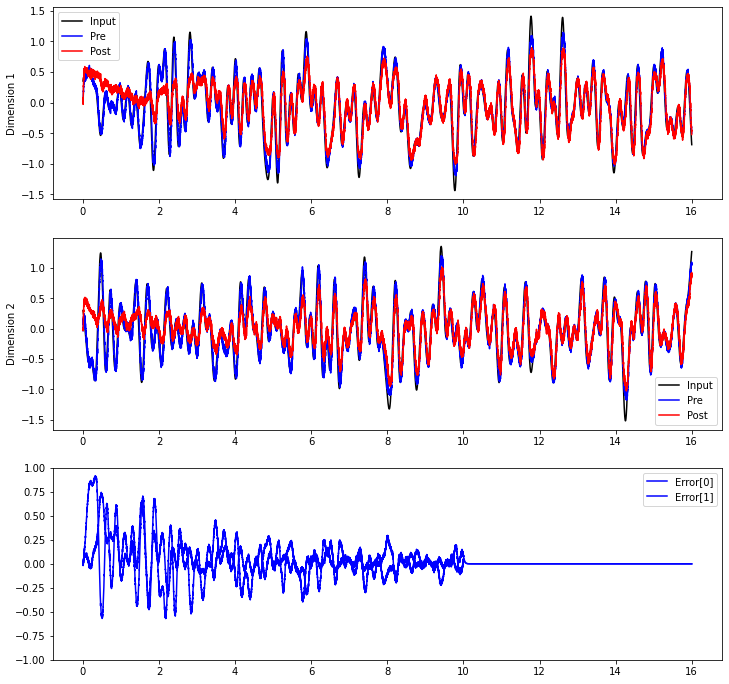 1.5
1.0
0.5
0.0
−0.5
−1.0
−1.5
Dimension 1
Input
Pre
Post
0 2 4 6 8 10 12 14 16
1.0
0.5
0.0
−0.5
−1.0
−1.5
Dimension 2
Input
Pre
Post
0 2 4 6 8 10 12 14 16
1.00
0.75
0.50
0.25
0.00
−0.25
−0.50
−0.75
−1.00
Error[0]
Error[1]
0 2 4 6 8 10 12 14 16